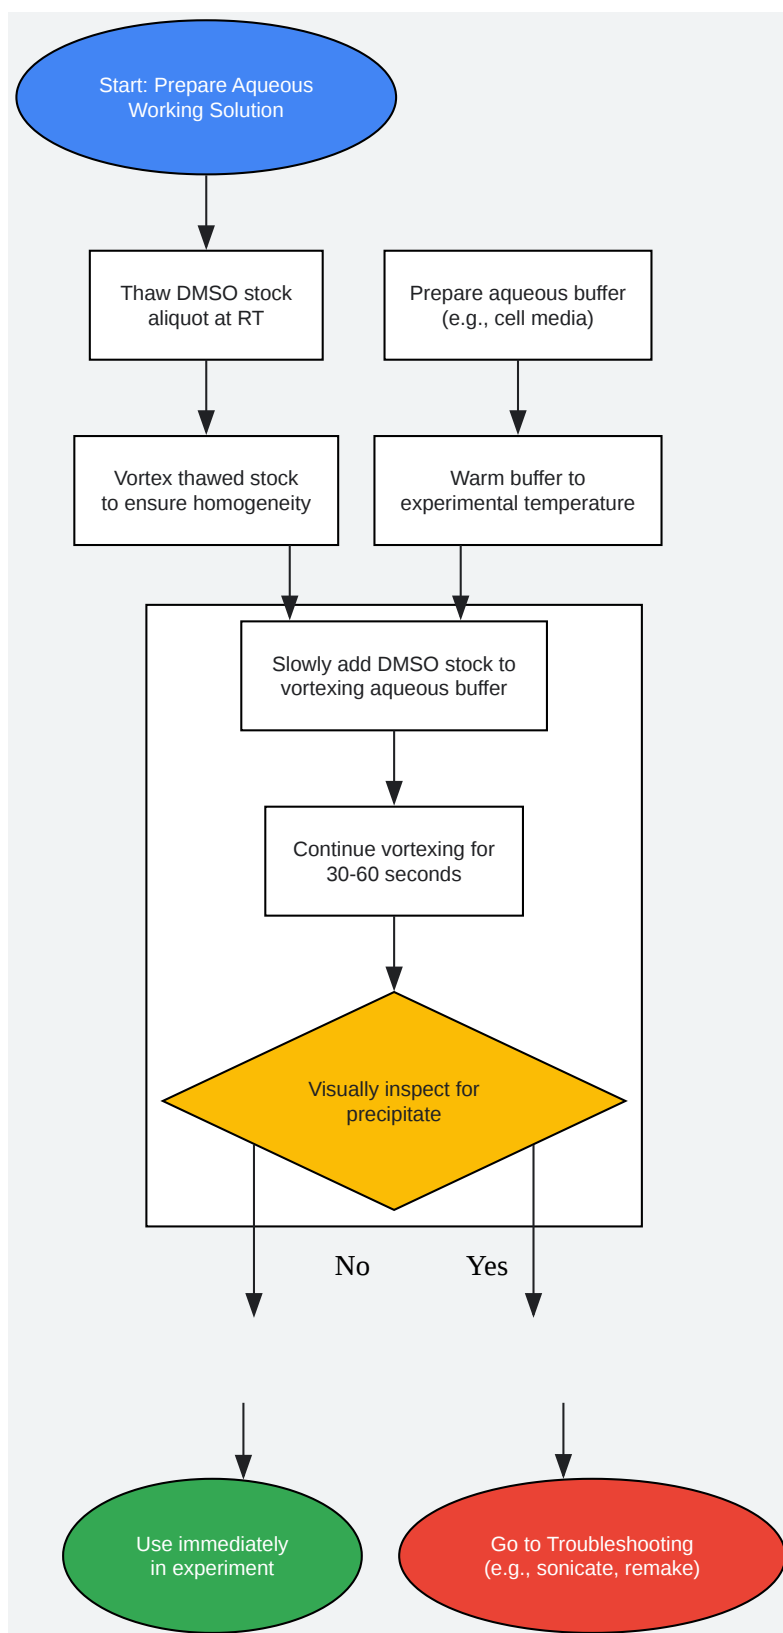 Start: Prepare Aqueous
Working Solution
Thaw DMSO stock
aliquot at RT
Prepare aqueous buffer
(e.g., cell media)
Vortex thawed stock
to ensure homogeneity
Warm buffer to
experimental temperature
Slowly add DMSO stock to
vortexing aqueous buffer
Continue vortexing for
30-60 seconds
Visually inspect for
precipitate
No
Yes
Use immediately
in experiment
Go to Troubleshooting
(e.g., sonicate, remake)